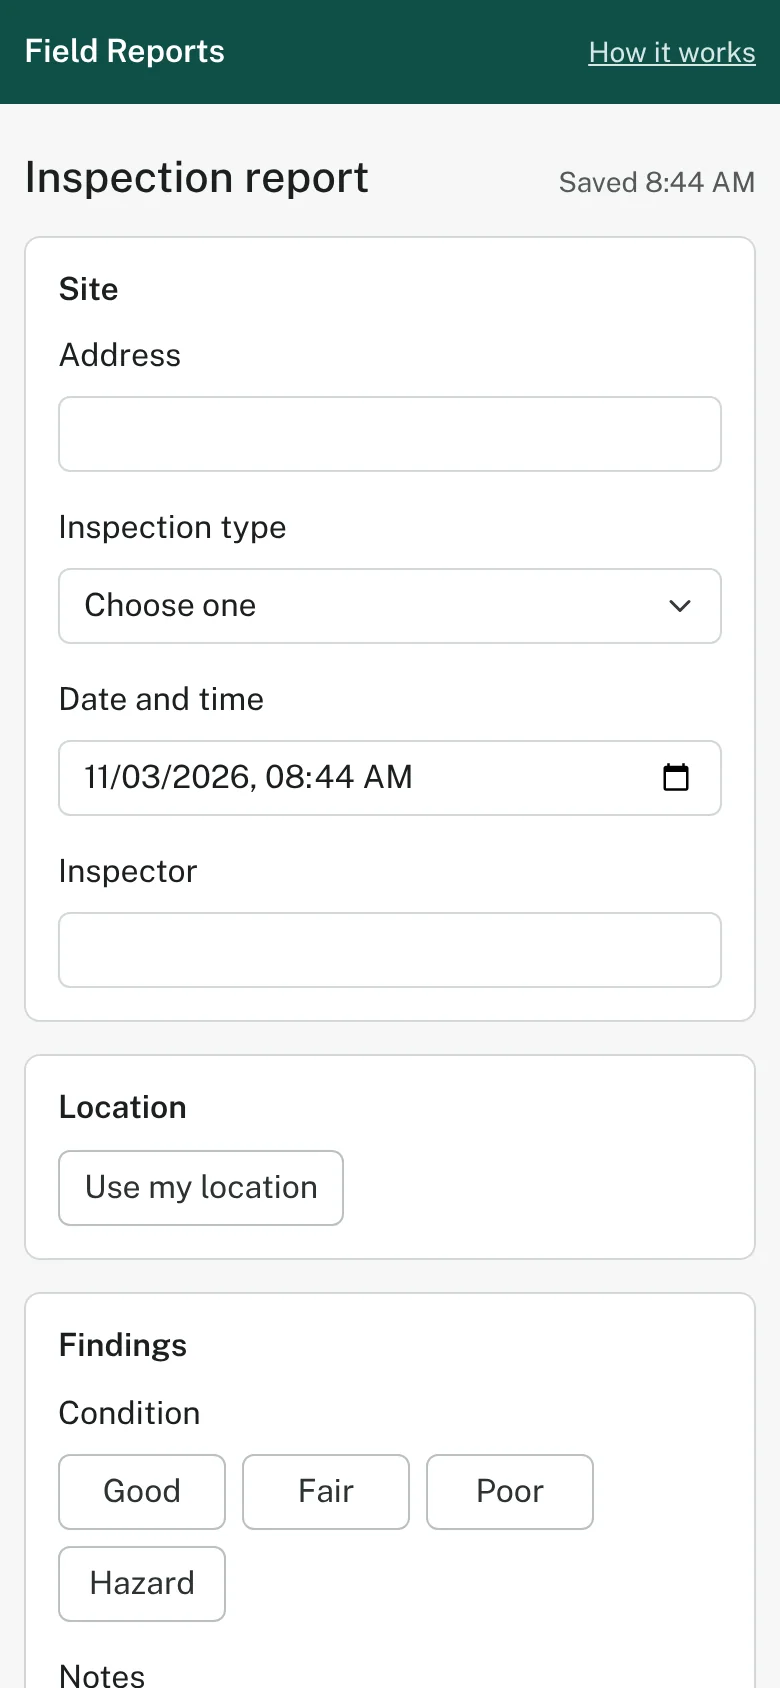 Field Reports
How it works
Inspection report
Saved 8:44 AM
Site
Address
Inspection type
Choose one
Date and time
11/03/2026, 08:44 AM
Inspector
Location
Use my location
Findings
Condition
Good Fair Poor
Hazard
Notes